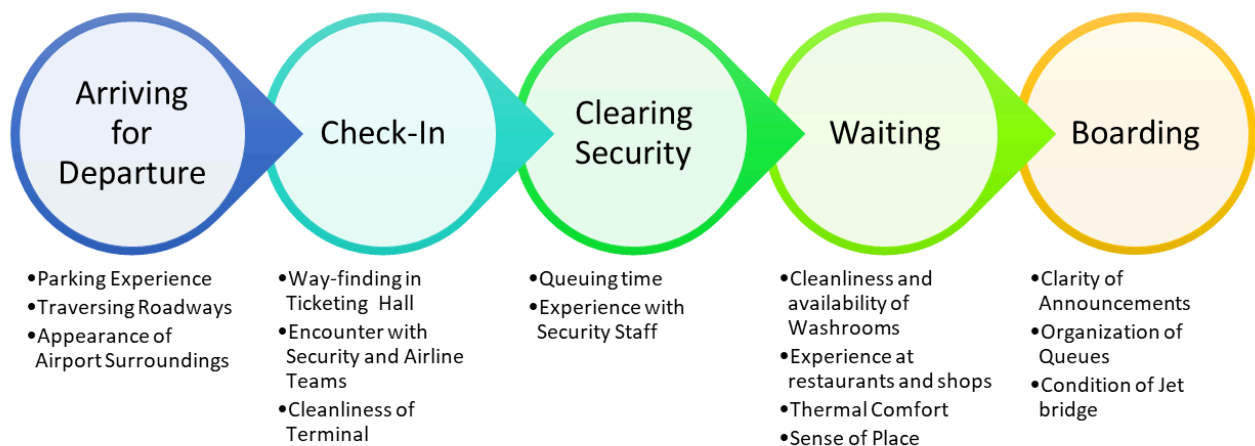 Arriving
for
Departure
Check-In
Clearing
Security
Waiting
Boarding
•Parking Experience
•Traversing Roadways
•Appearance of
Airport Surroundings
•Way-finding in
Ticketing Hall
•Encounter with
Security and Airline
Teams
•Cleanliness of
Terminal
•Queuing time
•Experience with
Security Staff
•Cleanliness and
availability of
Washrooms
•Experience at
restaurants and shops
•Thermal Comfort
•Sense of Place
•Clarity of
Announcements
•Organization of
Queues
•Condition of Jet
bridge